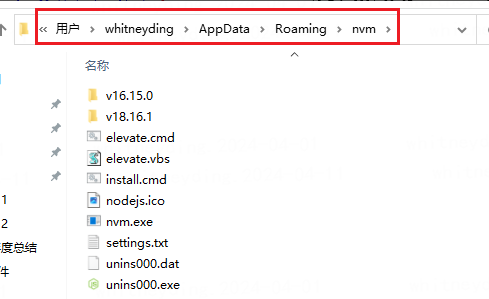 « 用户 › whitneyding › AppData › Roaming › nvm ›
名称
v16.15.0
v18.16.1
elevate.cmd
elevate.vbs
install.cmd
nodejs.ico
nvm.exe
settings.txt
unins000.dat
unins000.exe
1
2
度总结
件